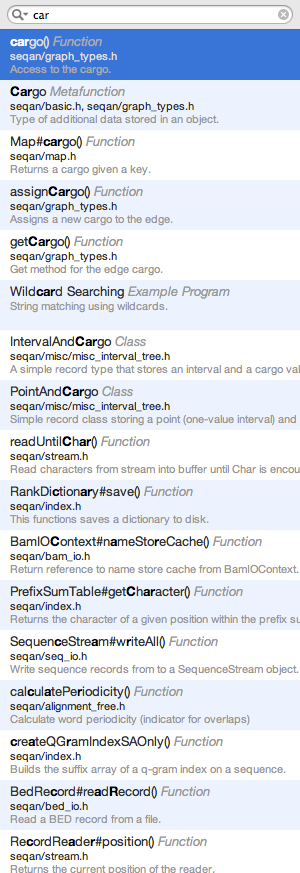 car
cargo() Function
seqan/graph_types.h
Access to the cargo.
Cargo Metafunction
seqan/basic.h, seqan/graph_types.h
Type of additional data stored in an object.
Map#cargo() Function
seqan/map.h
Returns a cargo given a key.
assignCargo() Function
seqan/graph_types.h
Assigns a new cargo to the edge.
getCargo() Function
seqan/graph_types.h
Get method for the edge cargo.
Wildcard Searching Example Program
String matching using wildcards.
IntervalAndCargo Class
seqan/misc/misc_interval_tree.h
A simple record type that stores an interval and a cargo val
PointAndCargo Class
seqan/misc/misc_interval_tree.h
Simple record class storing a point (one-value interval) and
readUntilChar() Function
seqan/stream.h
Read characters from stream into buffer until Char is encou
RankDictionary#save() Function
seqan/index.h
This functions saves a dictionary to disk.
BamIOContext#nameStoreCache() Function
seqan/bam_io.h
Return reference to name store cache from BamIOContext.
PrefixSumTable#getCharacter() Function
seqan/index.h
Returns the character of a given position within the prefix su
SequenceStream#writeAll() Function
seqan/seq_io.h
Write sequence records from to a SequenceStream object.
calculatePeriodicity() Function
seqan/alignment_free.h
Calculate word periodicity (indicator for overlaps)
createQGramIndexSAOnly() Function
seqan/index.h
Builds the suffix array of a q-gram index on a sequence.
BedRecord#readRecord() Function
seqan/bed_io.h
Read a BED record from a file.
RecordReader#position() Function
seqan/stream.h
Returns the current position of the reader.